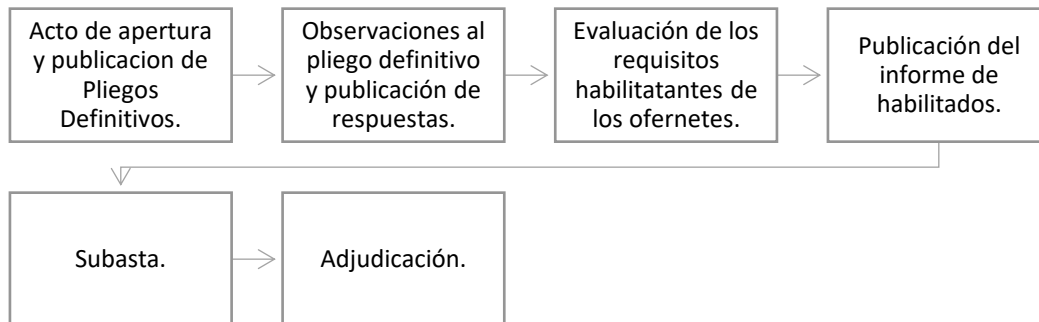 Acto de apertura
y publicacion de
Pliegos
Definitivos.
Observaciones al
pliego definitivo
y publicación de
respuestas.
Evaluación de los
requisitos
habilitatantes de
los ofernetes.
Publicación del
informe de
habilitados.
Subasta.
Adjudicación.